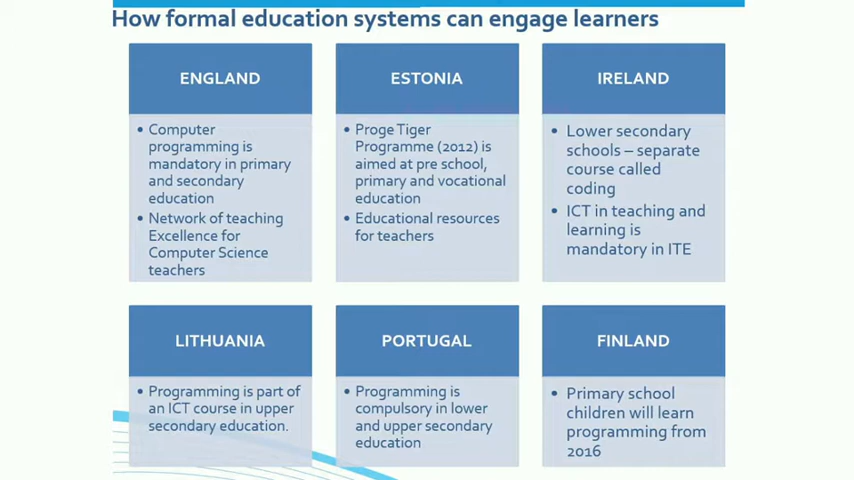 How formal education systems can engage learners
ENGLAND
• Computer
programming is
mandatory in primary
and secondary
education
• Network of teaching
Excellence for
Computer Science
teachers
ESTONIA
• Proge Tiger
Programme (2012) is
aimed at pre school,
primary and vocational
education
• Educational resources
for teachers
IRELAND
• Lower secondary
schools – separate
course called
coding
• ICT in teaching and
learning is
mandatory in ITE
LITHUANIA
• Programming is part of
an ICT course in upper
secondary education.
PORTUGAL
• Programming is
compulsory in lower
and upper secondary
education
FINLAND
• Primary school
children will learn
programming from
2016